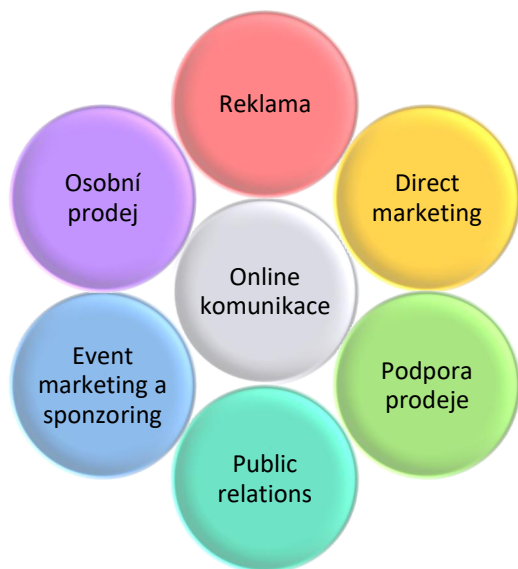 Reklama
Osobní
prodej
Direct
marketing
Online
komunikace
Event
marketing a
sponzoring
Podpora
prodeje
Public
relations